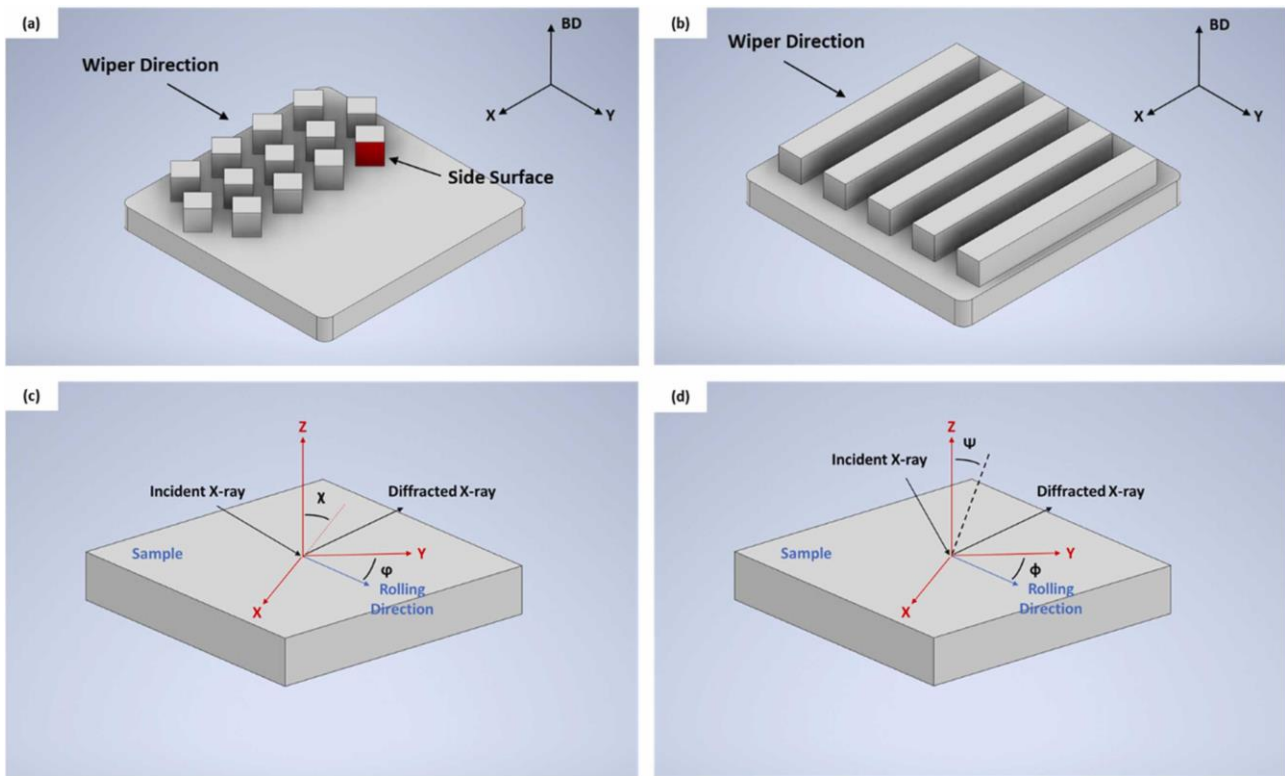 (a)
BD
Wiper Direction
X
Y
Side Surface
(b)
BD
Wiper Direction
X
Y
(c)
Z
Incident X-ray
χ
Diffracted X-ray
Sample
Y
φ
Rolling
Direction
X
(d)
Z
Ψ
Incident X-ray
Diffracted X-ray
Sample
Y
ϕ
Rolling
Direction
X